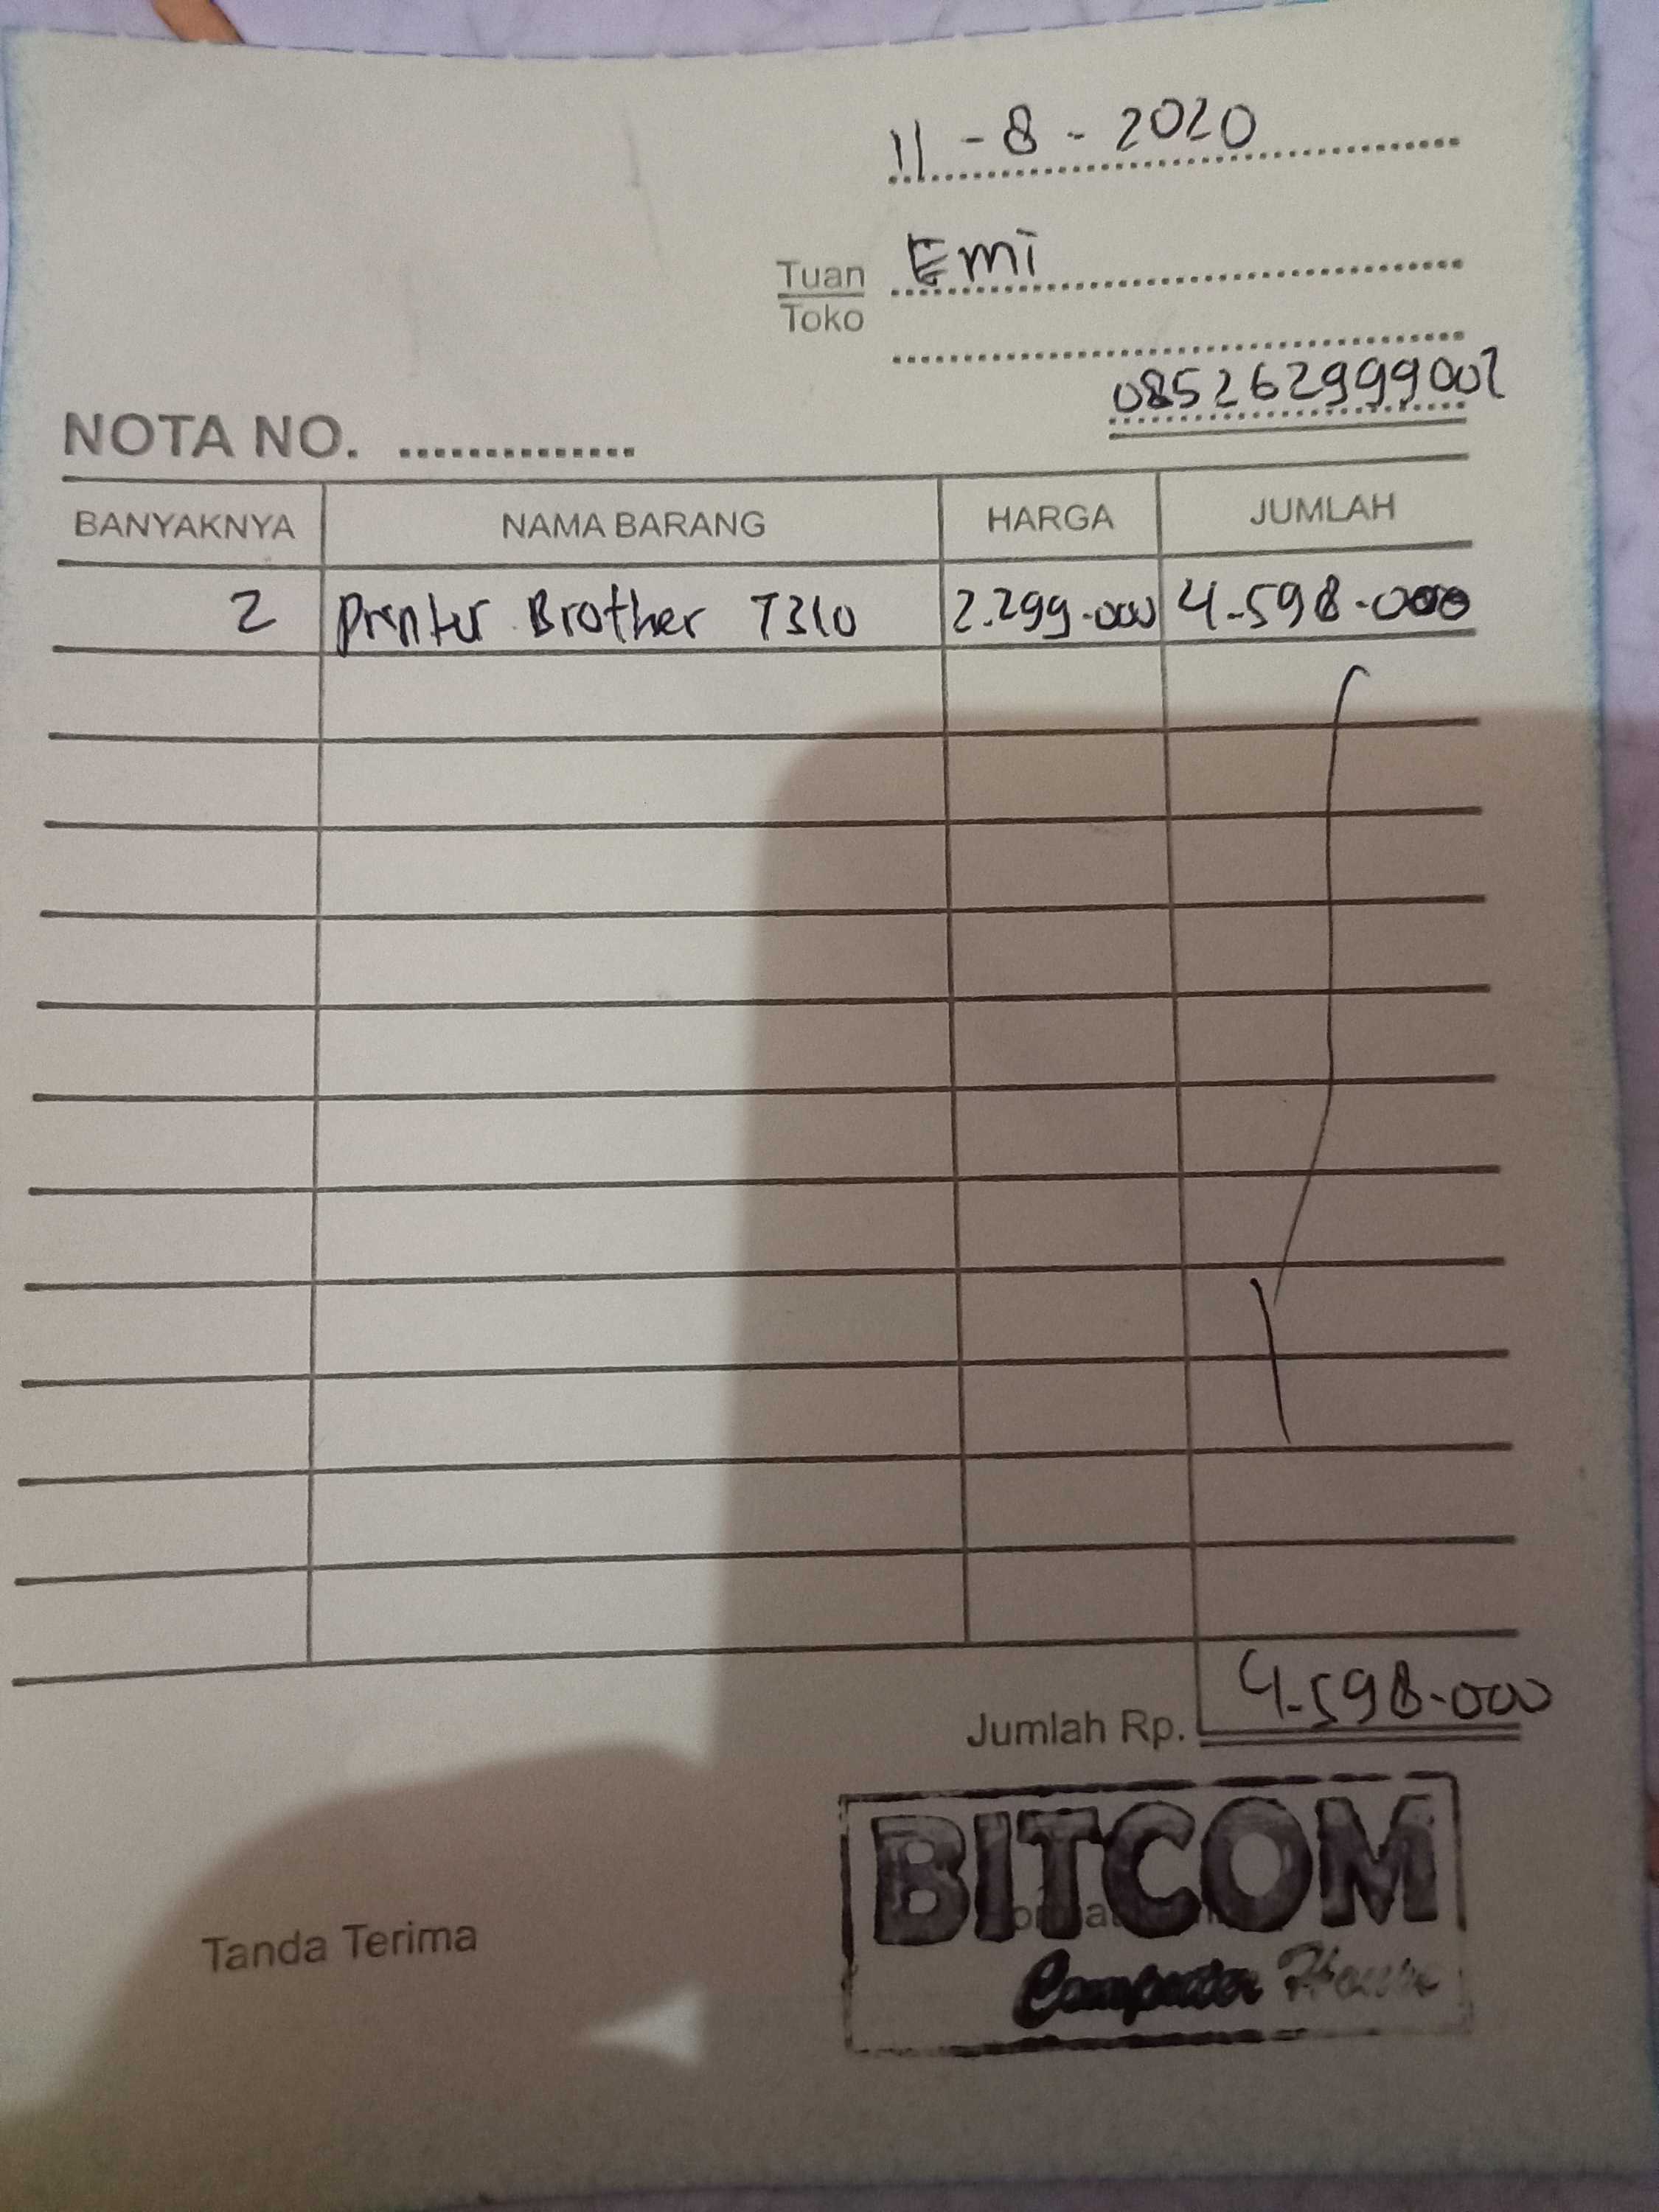 11 - 8 - 2020
Tuan Emi
Toko
085262999002
NOTA NO. ..............
BANYAKNYA NAMA BARANG HARGA JUMLAH
2 Printer Brother T310 2.299.000 4.598.000
Jumlah Rp. 4.598.000
BITCOM
Computer House
Tanda Terima